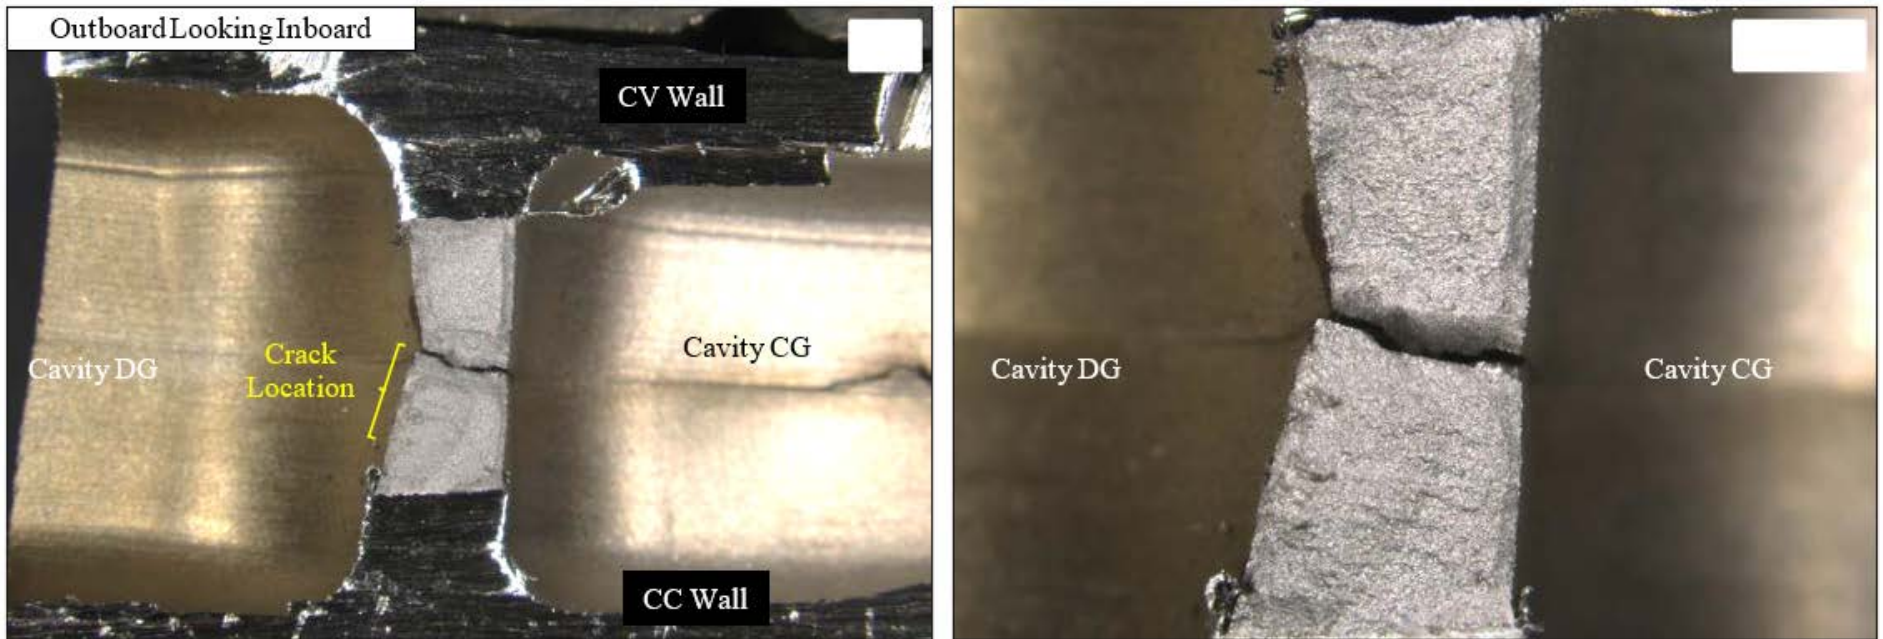 Outboard Looking Inboard
CV Wall
Cavity DG
Crack
Location
Cavity CG
CC Wall
Cavity DG
Cavity CG